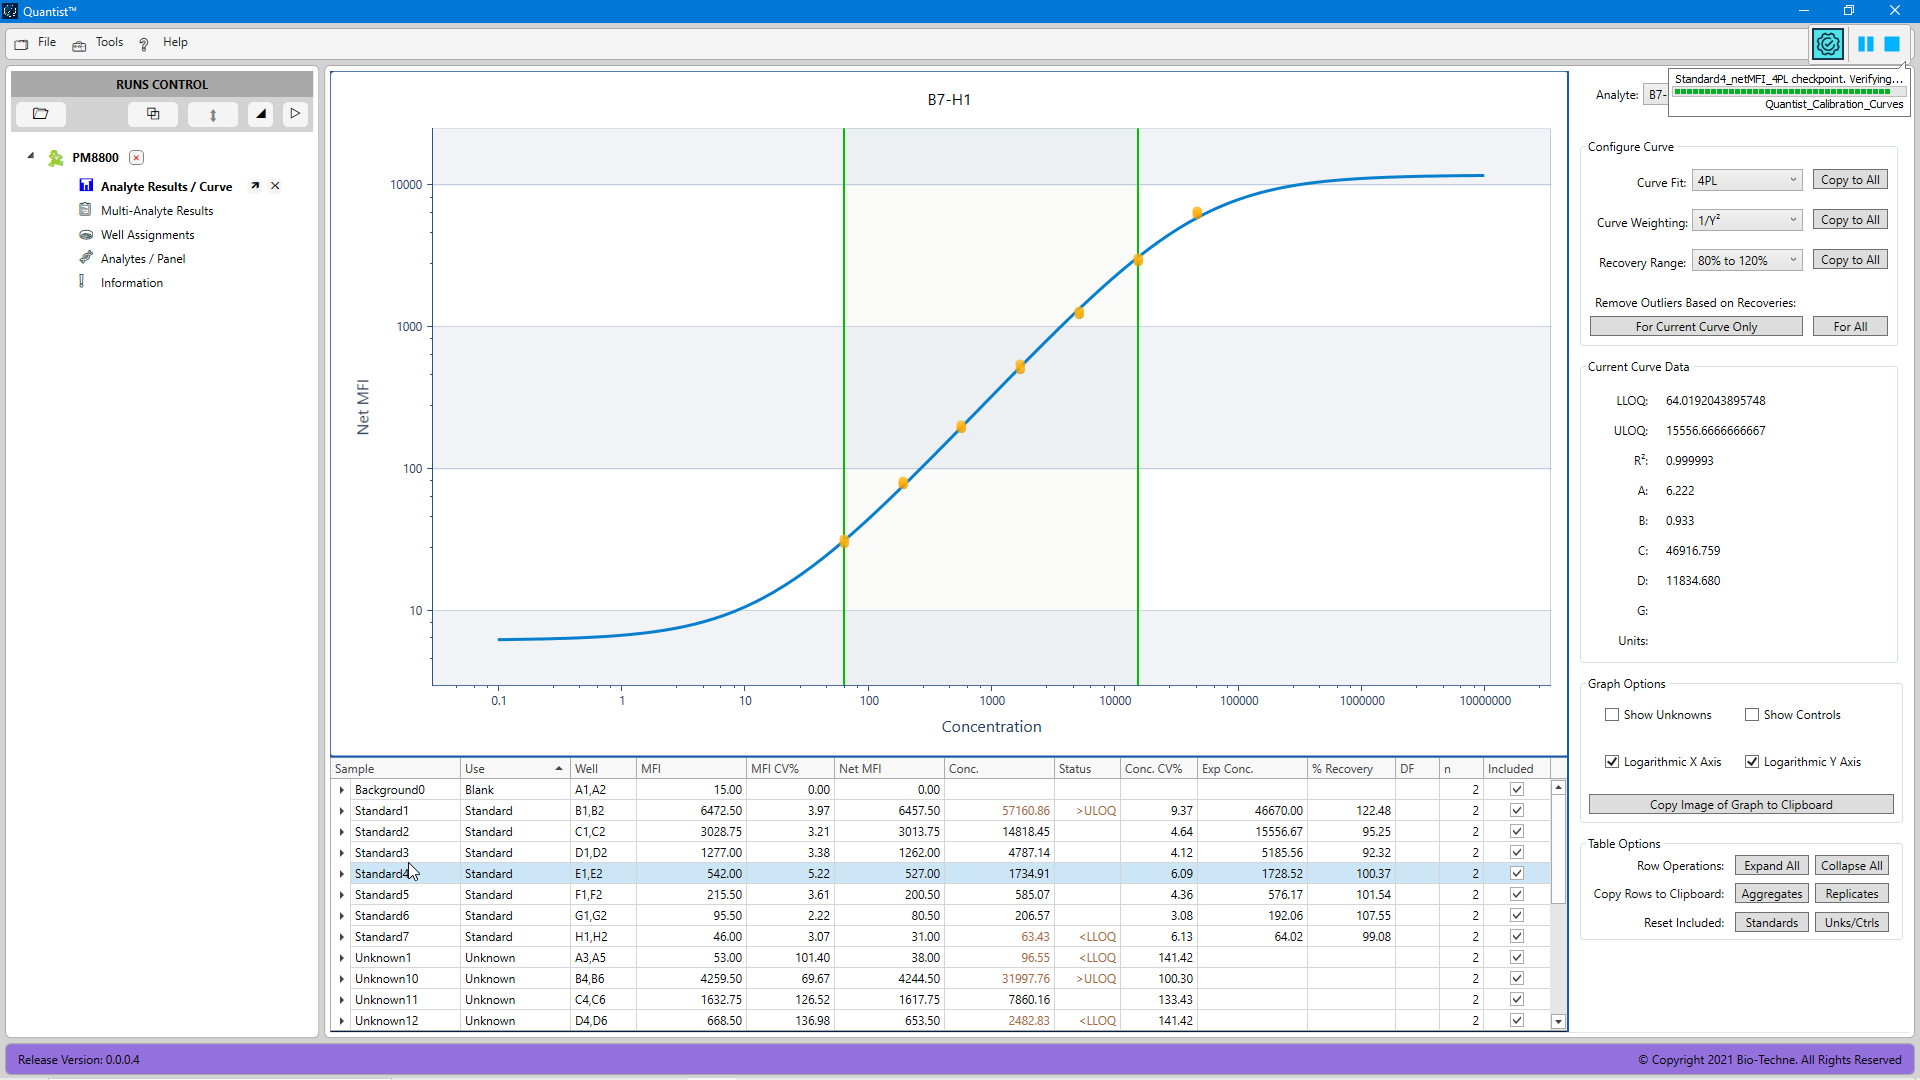 Quantist™
File Tools Help
Standard4_netMFI_4PL checkpoint. Verifying...
Quantist_Calibration_Curves
RUNS CONTROL
PM8800
Analyte Results / Curve
Multi-Analyte Results
Well Assignments
Analytes / Panel
Information
B7-H1
Net MFI
10000
1000
100
10
0.1 1 10 100 1000 10000 100000 1000000 10000000
Concentration
Sample Use Well MFI MFI CV% Net MFI Conc. Status Conc. CV% Exp Conc. % Recovery DF n Included
Background0 Blank A1,A2 15.00 0.00 0.00 2
Standard1 Standard B1,B2 6472.50 3.97 6457.50 57160.86 >ULOQ 9.37 46670.00 122.48 2
Standard2 Standard C1,C2 3028.75 3.21 3013.75 14818.45 4.64 15556.67 95.25 2
Standard3 Standard D1,D2 1277.00 3.38 1262.00 4787.14 4.12 5185.56 92.32 2
Standard4 Standard E1,E2 542.00 5.22 527.00 1734.91 6.09 1728.52 100.37 2
Standard5 Standard F1,F2 215.50 3.61 200.50 585.07 4.36 576.17 101.54 2
Standard6 Standard G1,G2 95.50 2.22 80.50 206.57 3.08 192.06 107.55 2
Standard7 Standard H1,H2 46.00 3.07 31.00 63.43 <LLOQ 6.13 64.02 99.08 2
Unknown1 Unknown A3,A5 53.00 101.40 38.00 96.55 <LLOQ 141.42 2
Unknown10 Unknown B4,B6 4259.50 69.67 4244.50 31997.76 >ULOQ 100.30 2
Unknown11 Unknown C4,C6 1632.75 126.52 1617.75 7860.16 133.43 2
Unknown12 Unknown D4,D6 668.50 136.98 653.50 2482.83 <LLOQ 141.42 2
Analyte: B7-
Configure Curve
Curve Fit: 4PL Copy to All
Curve Weighting: 1/Y² Copy to All
Recovery Range: 80% to 120% Copy to All
Remove Outliers Based on Recoveries:
For Current Curve Only For All
Current Curve Data
LLOQ: 64.0192043895748
ULOQ: 15556.6666666667
R²: 0.999993
A: 6.222
B: 0.933
C: 46916.759
D: 11834.680
G:
Units:
Graph Options
Show Unknowns Show Controls
Logarithmic X Axis Logarithmic Y Axis
Copy Image of Graph to Clipboard
Table Options
Row Operations: Expand All Collapse All
Copy Rows to Clipboard: Aggregates Replicates
Reset Included: Standards Unks/Ctrls
Release Version: 0.0.0.4
© Copyright 2021 Bio-Techne. All Rights Reserved